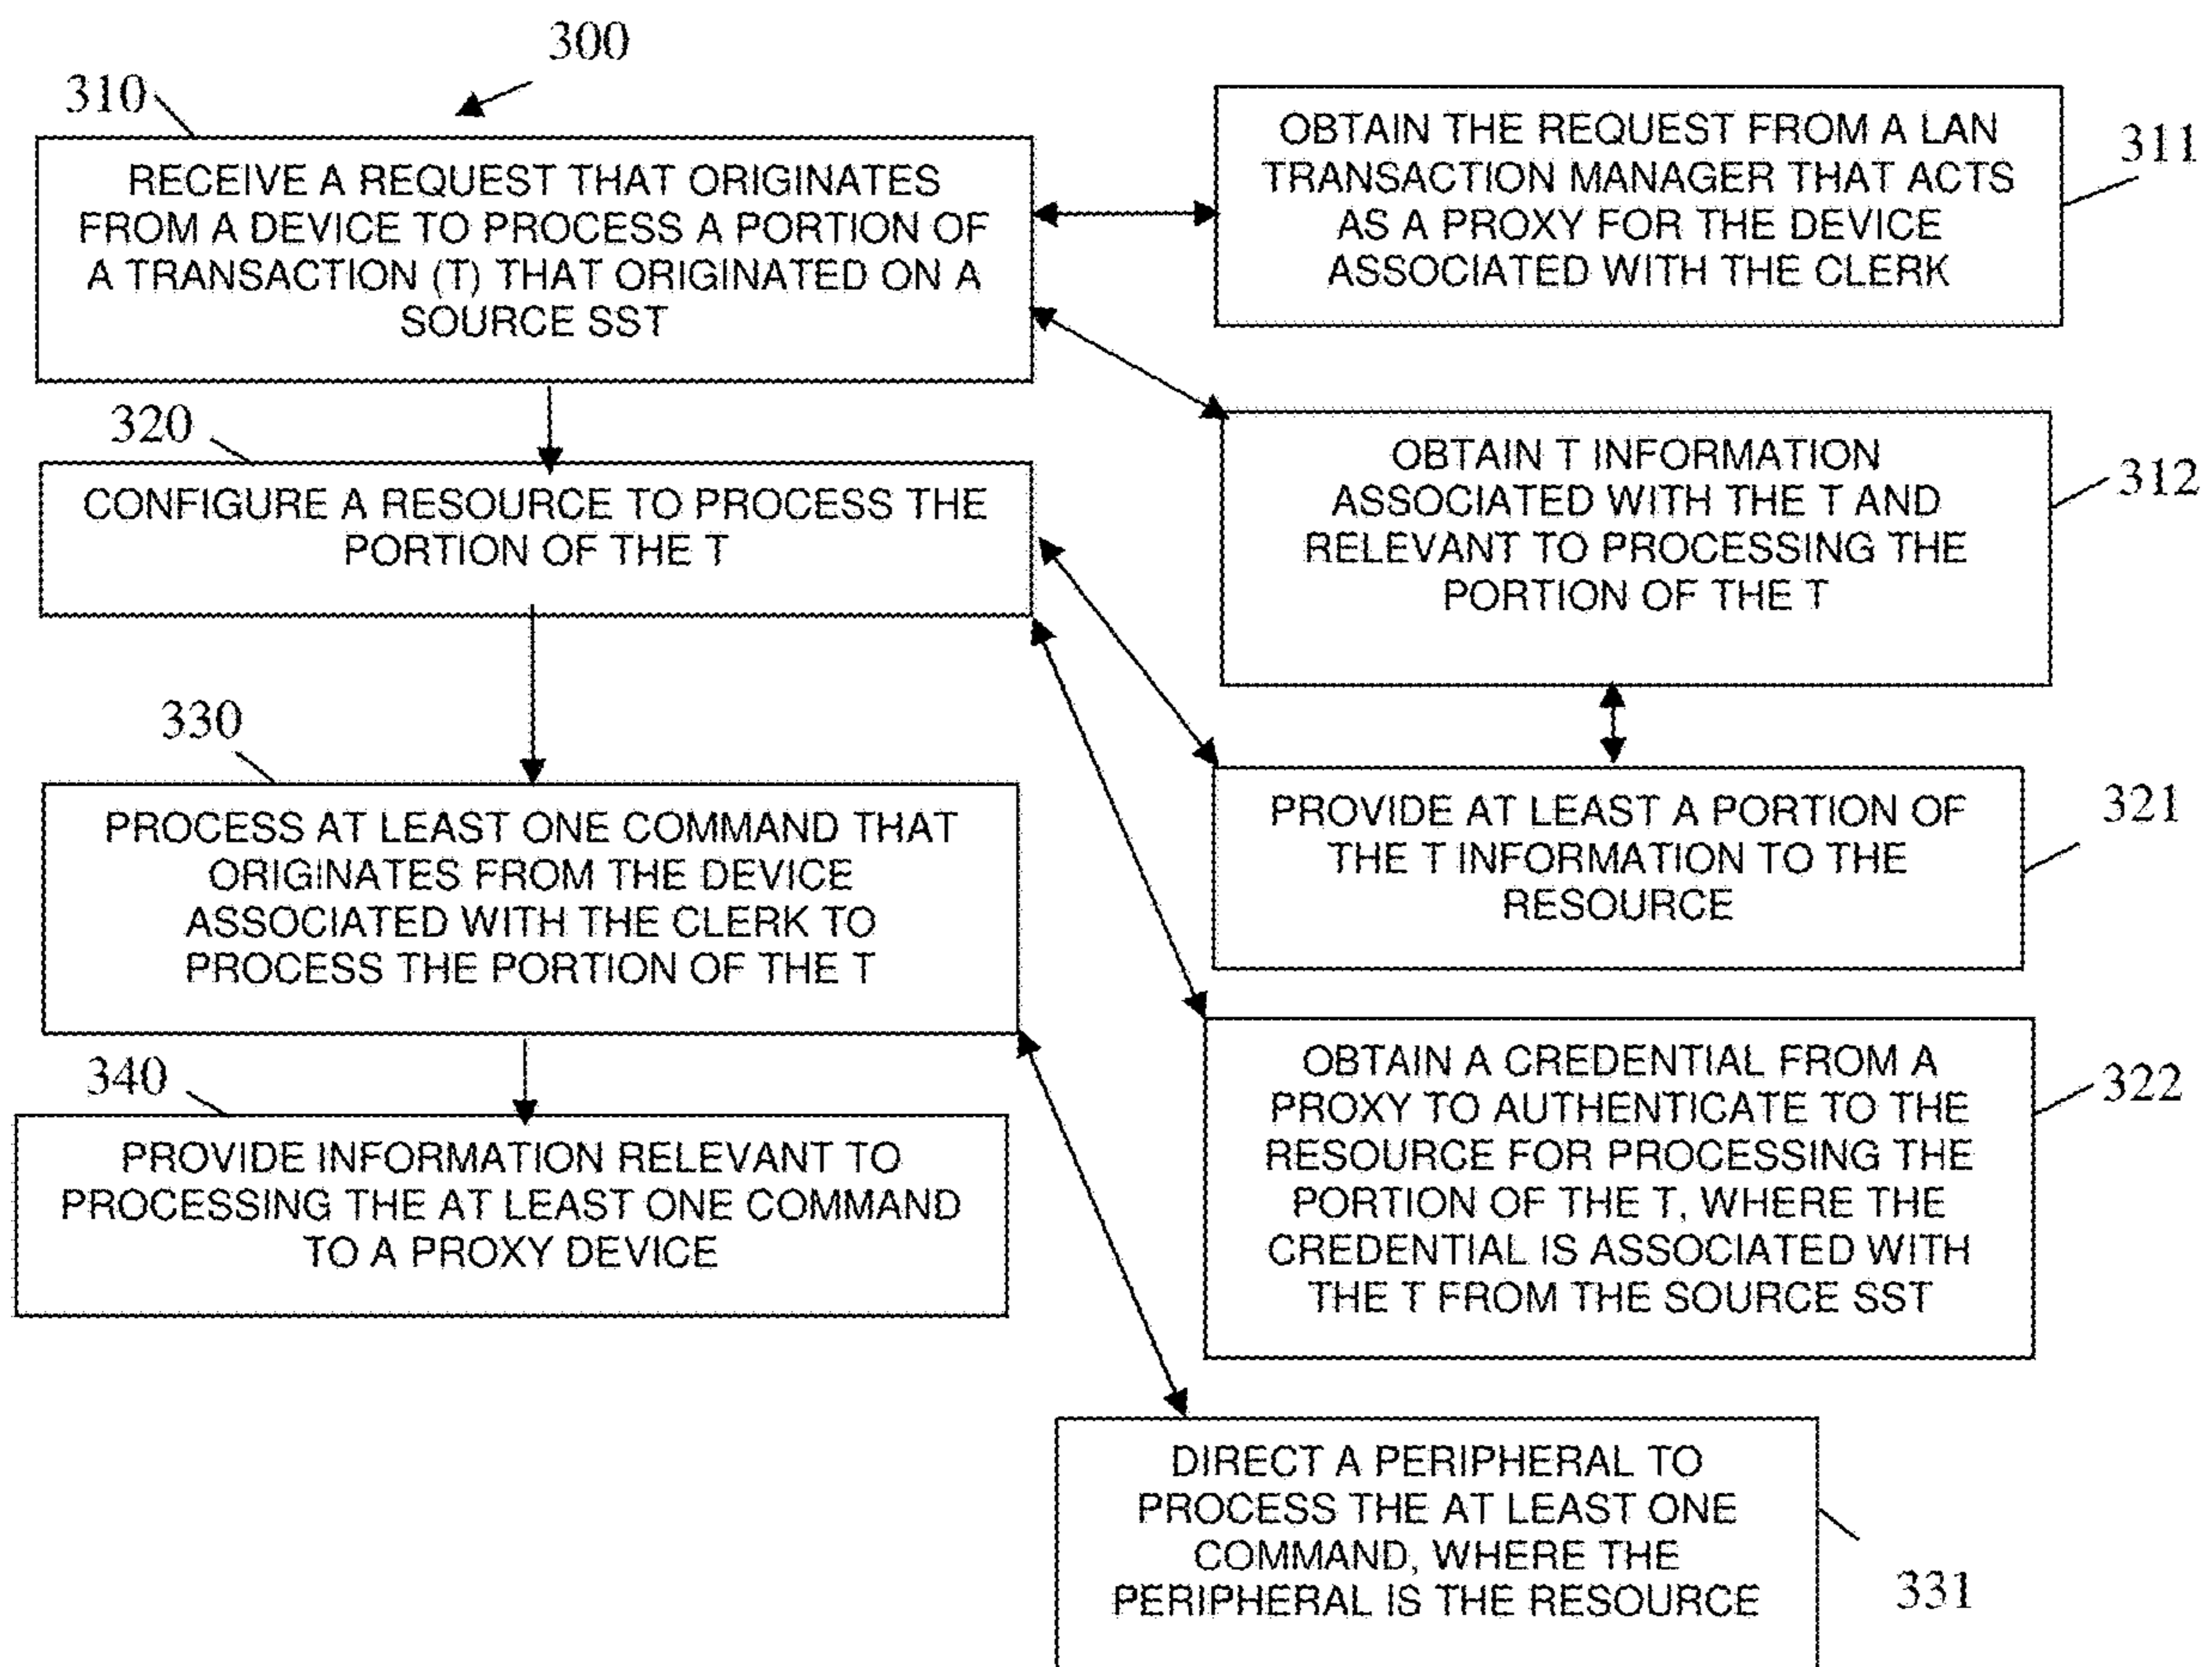 300
310
RECEIVE A REQUEST THAT ORIGINATES
FROM A DEVICE TO PROCESS A PORTION OF
A TRANSACTION (T) THAT ORIGINATED ON A
SOURCE SST
OBTAIN THE REQUEST FROM A LAN
TRANSACTION MANAGER THAT ACTS
AS A PROXY FOR THE DEVICE
ASSOCIATED WITH THE CLERK
311
320
CONFIGURE A RESOURCE TO PROCESS THE
PORTION OF THE T
OBTAIN T INFORMATION
ASSOCIATED WITH THE T AND
RELEVANT TO PROCESSING THE
PORTION OF THE T
312
330
PROCESS AT LEAST ONE COMMAND THAT
ORIGINATES FROM THE DEVICE
ASSOCIATED WITH THE CLERK TO
PROCESS THE PORTION OF THE T
PROVIDE AT LEAST A PORTION OF
THE T INFORMATION TO THE
RESOURCE
321
340
PROVIDE INFORMATION RELEVANT TO
PROCESSING THE AT LEAST ONE COMMAND
TO A PROXY DEVICE
OBTAIN A CREDENTIAL FROM A
PROXY TO AUTHENTICATE TO THE
RESOURCE FOR PROCESSING THE
PORTION OF THE T, WHERE THE
CREDENTIAL IS ASSOCIATED WITH
THE T FROM THE SOURCE SST
322
DIRECT A PERIPHERAL TO
PROCESS THE AT LEAST ONE
COMMAND, WHERE THE
PERIPHERAL IS THE RESOURCE
331